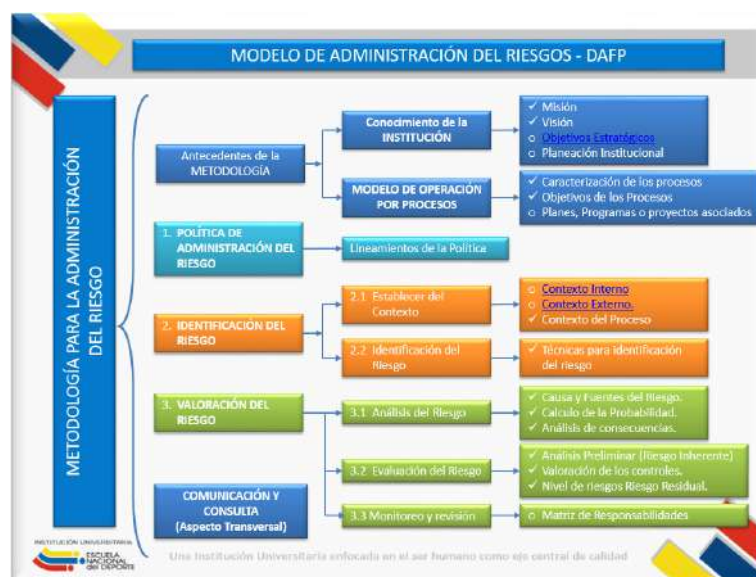 MODELO DE ADMINISTRACIÓN DEL RIESGOS - DAFP
METODOLOGÍA PARA LA ADMINISTRACIÓN
DEL RIESGO
Antecedentes de la
METODOLOGÍA
Conocimiento de la
INSTITUCIÓN
✓ Misión
✓ Visión
o Objetivos Estratégicos
o Planeación Institucional
MODELO DE OPERACIÓN
POR PROCESOS
✓ Caracterización de los procesos
✓ Objetivos de los Procesos
o Planes, Programas o proyectos asociados
1. POLÍTICA DE
ADMINISTRACIÓN DEL
RIESGO
Lineamientos de la Política
2. IDENTIFICACIÓN DEL
RIESGO
2.1 Establecer del
Contexto
o Contexto Interno
o Contexto Externo.
✓ Contexto del Proceso
2.2 Identificación del
Riesgo
✓ Técnicas para identificación
del riesgo
3. VALORACIÓN DEL
RIESGO
3.1 Análisis del Riesgo
✓ Causa y Fuentes del Riesgo.
✓ Calculo de la Probabilidad.
✓ Análisis de consecuencias.
3.2 Evaluación del Riesgo
✓ Análisis Preliminar (Riesgo Inherente)
✓ Valoración de los controles.
✓ Nivel de riesgos Riesgo Residual.
COMUNICACIÓN Y
CONSULTA
(Aspecto Transversal)
3.3 Monitoreo y revisión
o Matriz de Responsabilidades
INSTITUCIÓN UNIVERSITARIA
ESCUELA
NACIONAL
del DEPORTE
Una Institución Universitaria enfocada en el ser humano como eje central de calidad